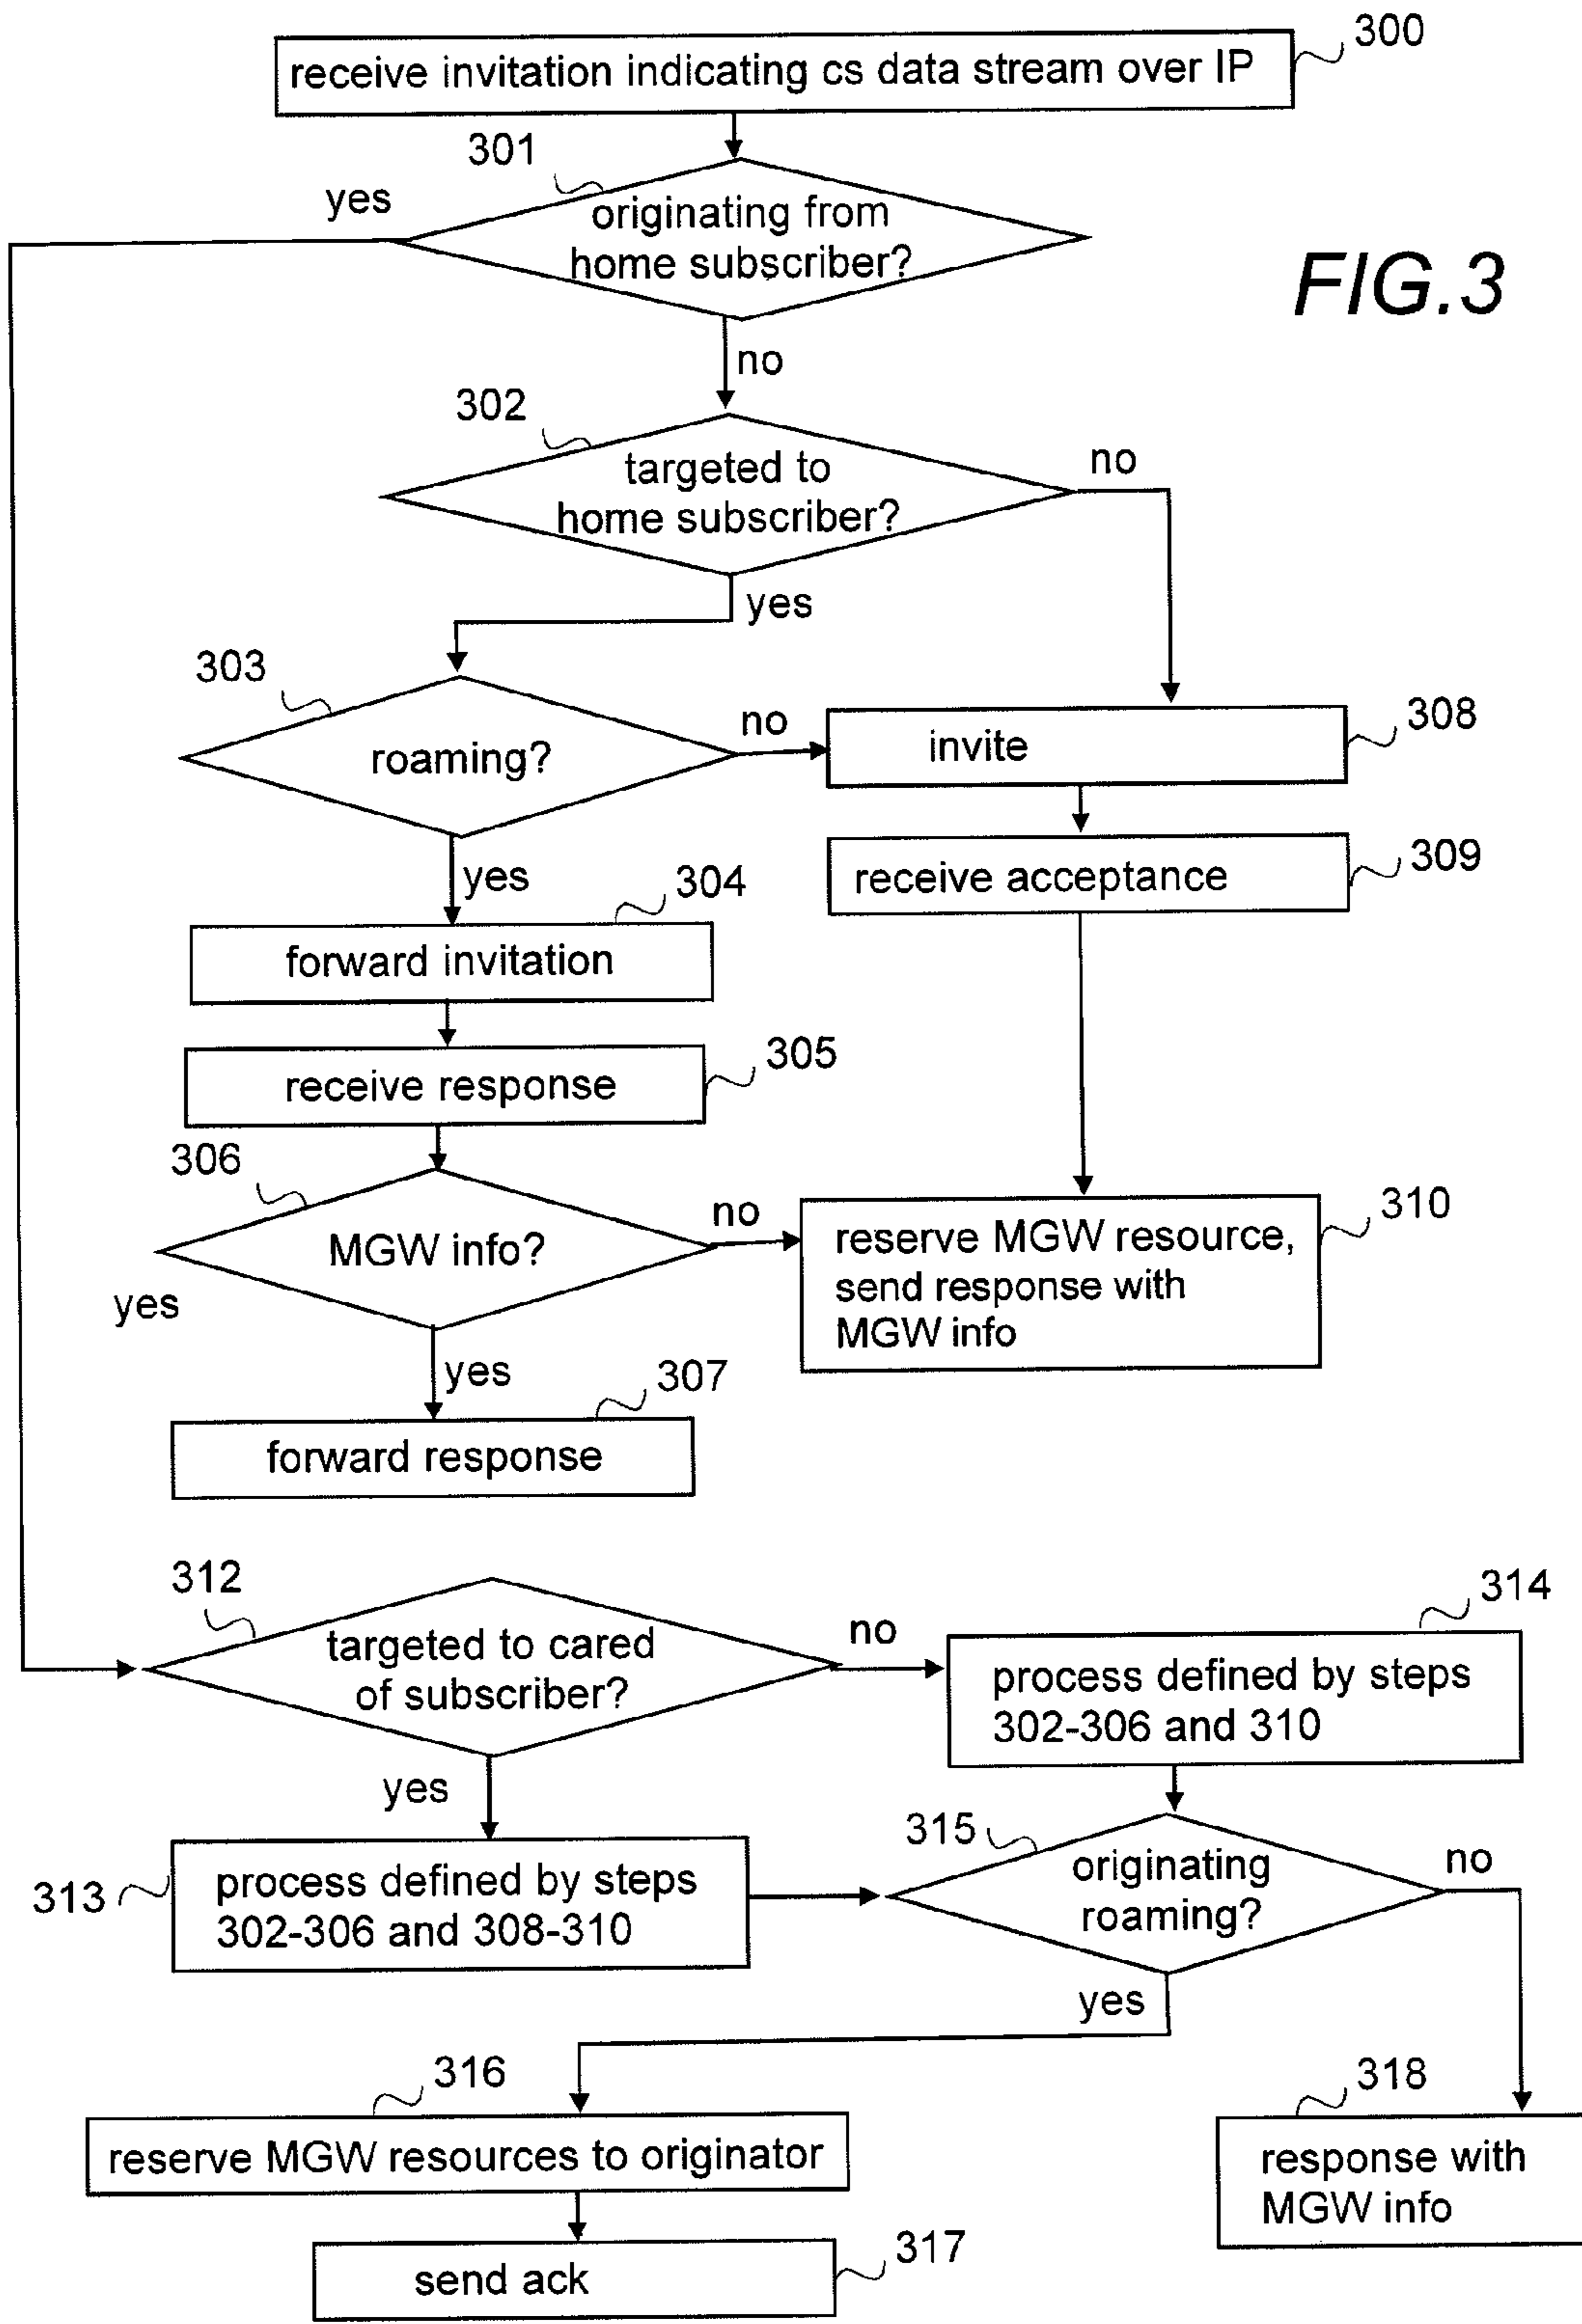 300
receive invitation indicating cs data stream over IP
301
yes
originating from
home subscriber?
FIG.3
no
302
targeted to
home subscriber?
no
yes
303
roaming?
no
invite
308
yes
304
receive acceptance
309
forward invitation
receive response
305
306
MGW info?
no
reserve MGW resource,
send response with
MGW info
310
yes
yes
307
forward response
312
targeted to cared
of subscriber?
no
314
process defined by steps
302-306 and 310
yes
313
process defined by steps
302-306 and 308-310
315
originating
roaming?
no
yes
316
reserve MGW resources to originator
318
response with
MGW info
317
send ack